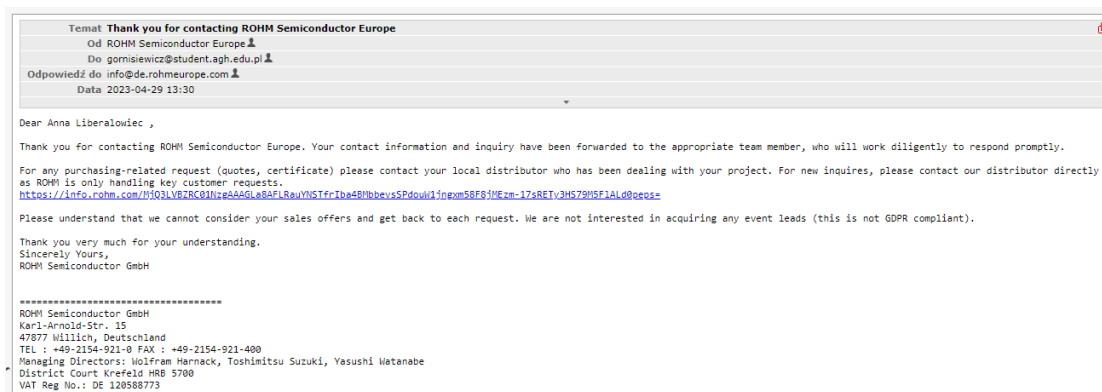 Temat Thank you for contacting ROHM Semiconductor Europe
Od ROHM Semiconductor Europe
Do gornisiewicz@student.agh.edu.pl
Odpowiedź do info@de.rohmeurope.com
Data 2023-04-29 13:30
Dear Anna Liberalowiec ,
Thank you for contacting ROHM Semiconductor Europe. Your contact information and inquiry have been forwarded to the appropriate team member, who will work diligently to respond promptly.
For any purchasing-related request (quotes, certificate) please contact your local distributor who has been dealing with your project. For new inquires, please contact our distributor directly
as ROHM is only handling key customer requests.
https://info.rohm.com/MjQ3LVBZRC01NzgAAAGLa8AFLRauYNSTfrIba4BMbbevsSPdouW1jngxm58F8jMEzm-17sRETy3HS79M5F1ALd0peps=
Please understand that we cannot consider your sales offers and get back to each request. We are not interested in acquiring any event leads (this is not GDPR compliant).
Thank you very much for your understanding.
Sincerely Yours,
ROHM Semiconductor GmbH
====================================
ROHM Semiconductor GmbH
Karl-Arnold-Str. 15
47877 Willich, Deutschland
TEL : +49-2154-921-0 FAX : +49-2154-921-400
Managing Directors: Wolfram Harnack, Toshimitsu Suzuki, Yasushi Watanabe
District Court Krefeld HRB 5700
VAT Reg No.: DE 120588773